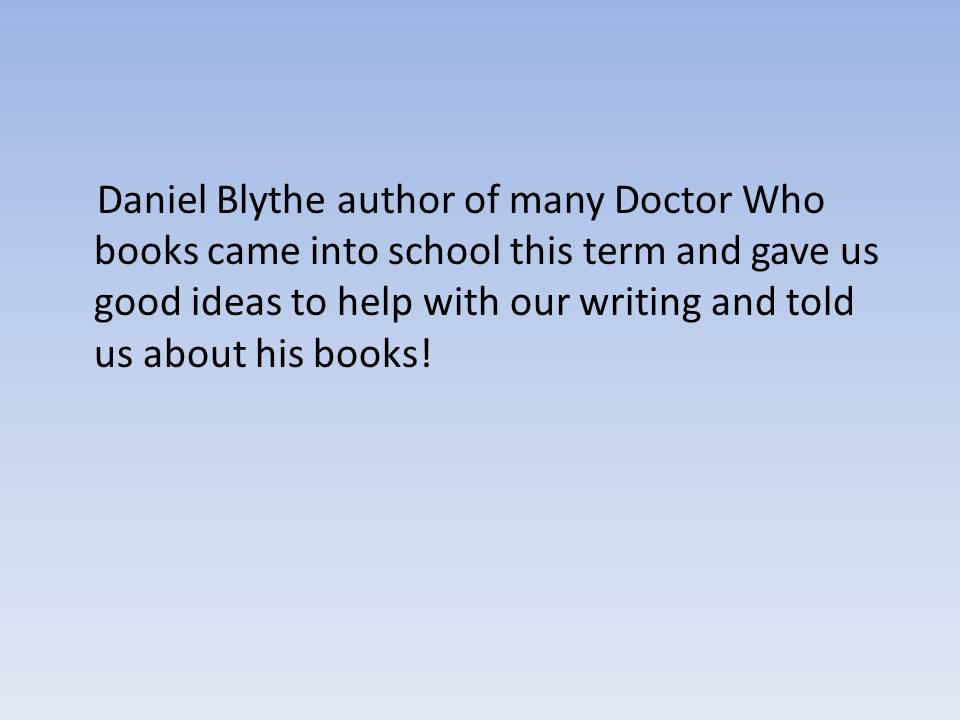 Daniel Blythe author of many Doctor Who
books came into school this term and gave us
good ideas to help with our writing and told
us about his books!